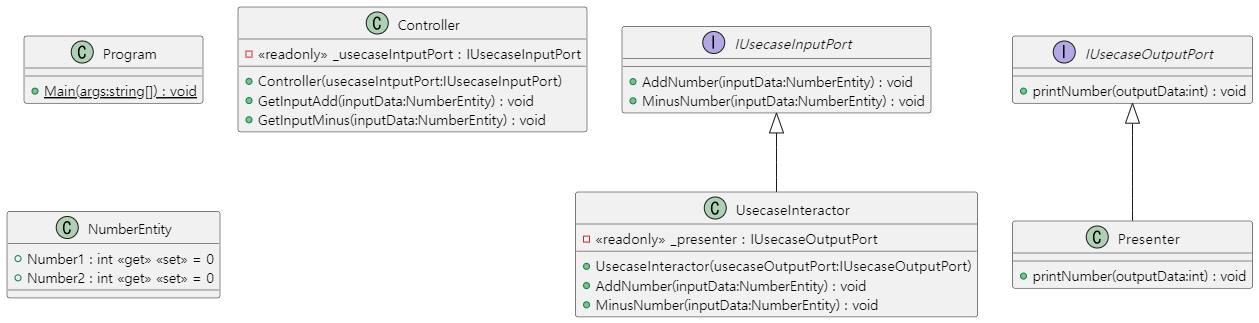 C Program
Main(args:string[]) : void
C Controller
«readonly» _usecaseIntputPort : IUsecaseInputPort
Controller(usecaseIntputPort:IUsecaseInputPort)
GetInputAdd(inputData:NumberEntity) : void
GetInputMinus(inputData:NumberEntity) : void
I IUsecaseInputPort
AddNumber(inputData:NumberEntity) : void
MinusNumber(inputData:NumberEntity) : void
I IUsecaseOutputPort
printNumber(outputData:int) : void
C NumberEntity
Number1 : int «get» «set» = 0
Number2 : int «get» «set» = 0
C UsecaseInteractor
«readonly» _presenter : IUsecaseOutputPort
UsecaseInteractor(usecaseOutputPort:IUsecaseOutputPort)
AddNumber(inputData:NumberEntity) : void
MinusNumber(inputData:NumberEntity) : void
C Presenter
printNumber(outputData:int) : void